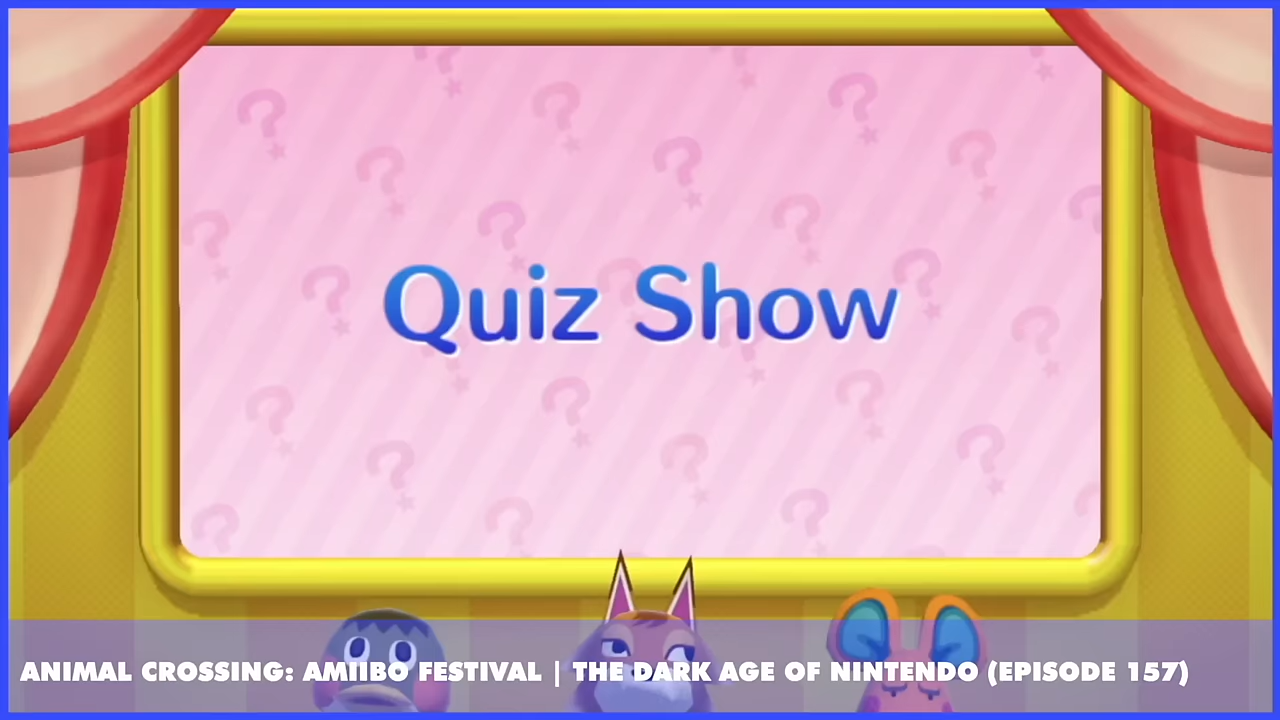 Quiz Show
ANIMAL CROSSING: AMIIBO FESTIVAL | THE DARK AGE OF NINTENDO (EPISODE 157)